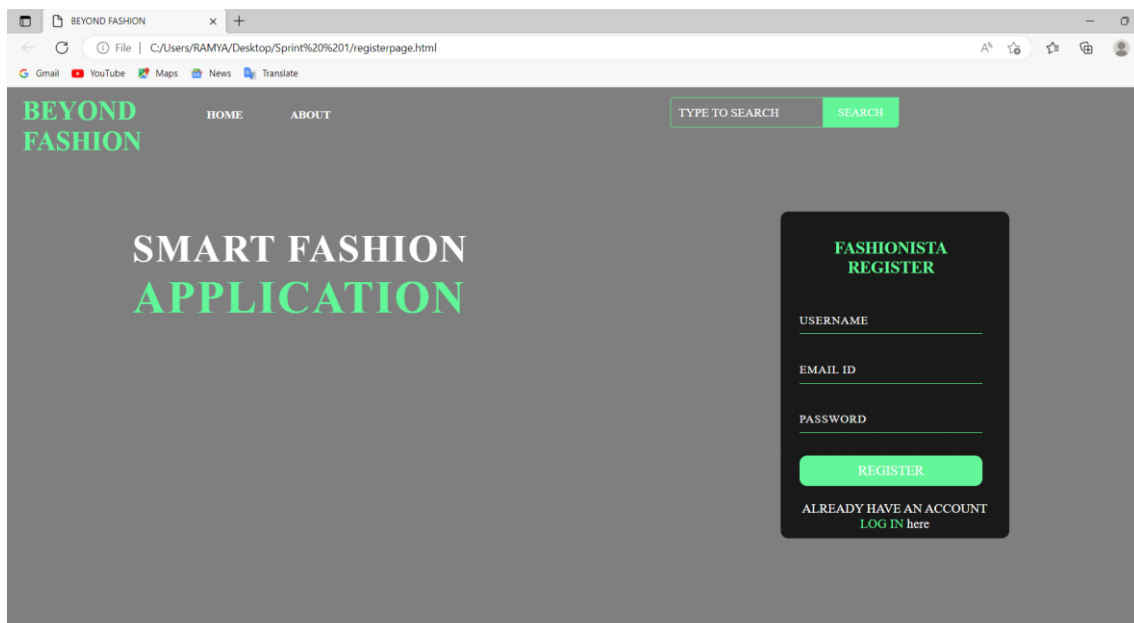 BEYOND FASHION
File | C:/Users/RAMYA/Desktop/Sprint%20%201/registerpage.html
Gmail YouTube Maps News Translate
BEYOND
FASHION
HOME ABOUT
TYPE TO SEARCH SEARCH
SMART FASHION
APPLICATION
FASHIONISTA
REGISTER
USERNAME
EMAIL ID
PASSWORD
REGISTER
ALREADY HAVE AN ACCOUNT
LOG IN here